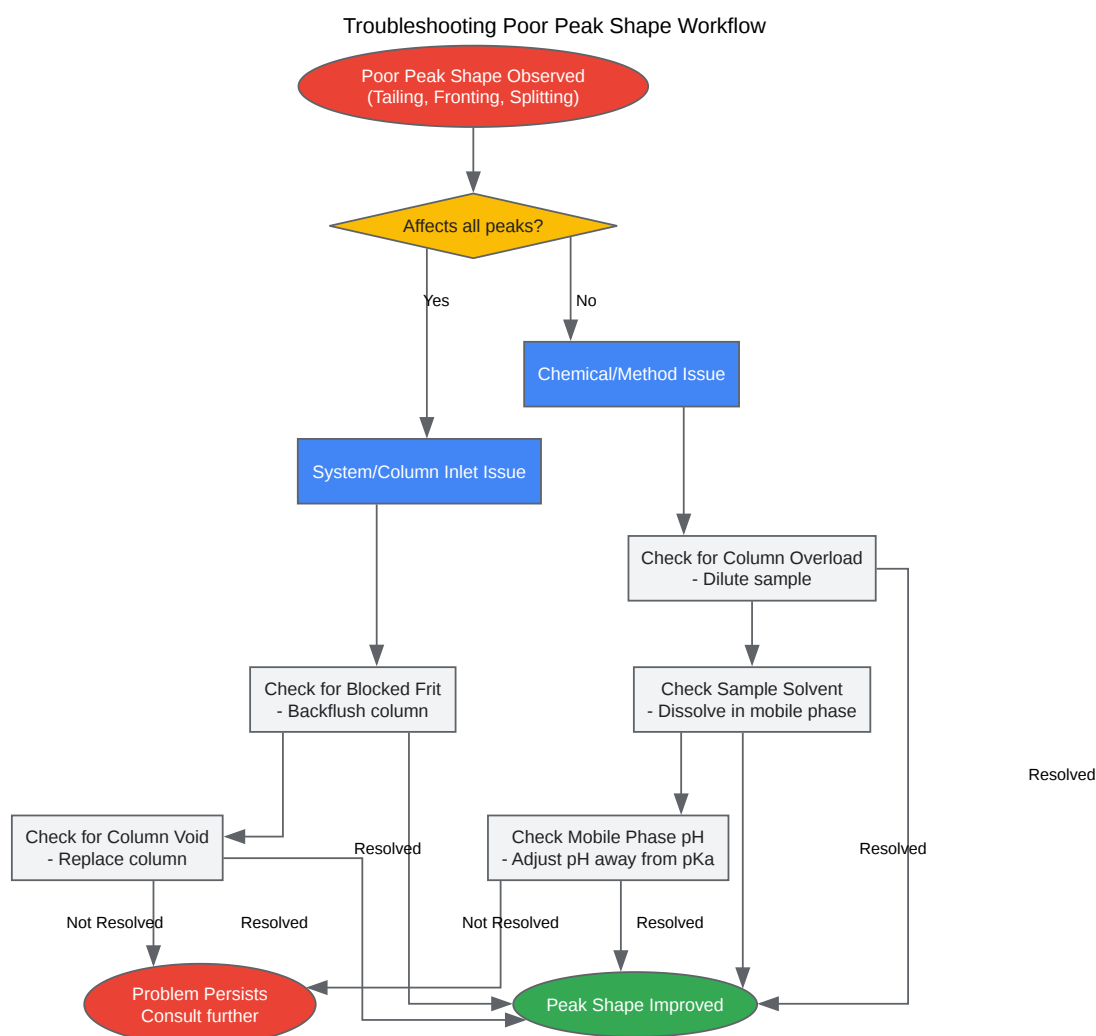 Troubleshooting Poor Peak Shape Workflow
Poor Peak Shape Observed
(Tailing, Fronting, Splitting)
Affects all peaks?
Yes
No
Chemical/Method Issue
System/Column Inlet Issue
Check for Column Overload
- Dilute sample
Check for Blocked Frit
- Backflush column
Check Sample Solvent
- Dissolve in mobile phase
Resolved
Check for Column Void
- Replace column
Resolved
Check Mobile Phase pH
- Adjust pH away from pKa
Resolved
Not Resolved
Resolved
Not Resolved
Resolved
Problem Persists
Consult further
Peak Shape Improved